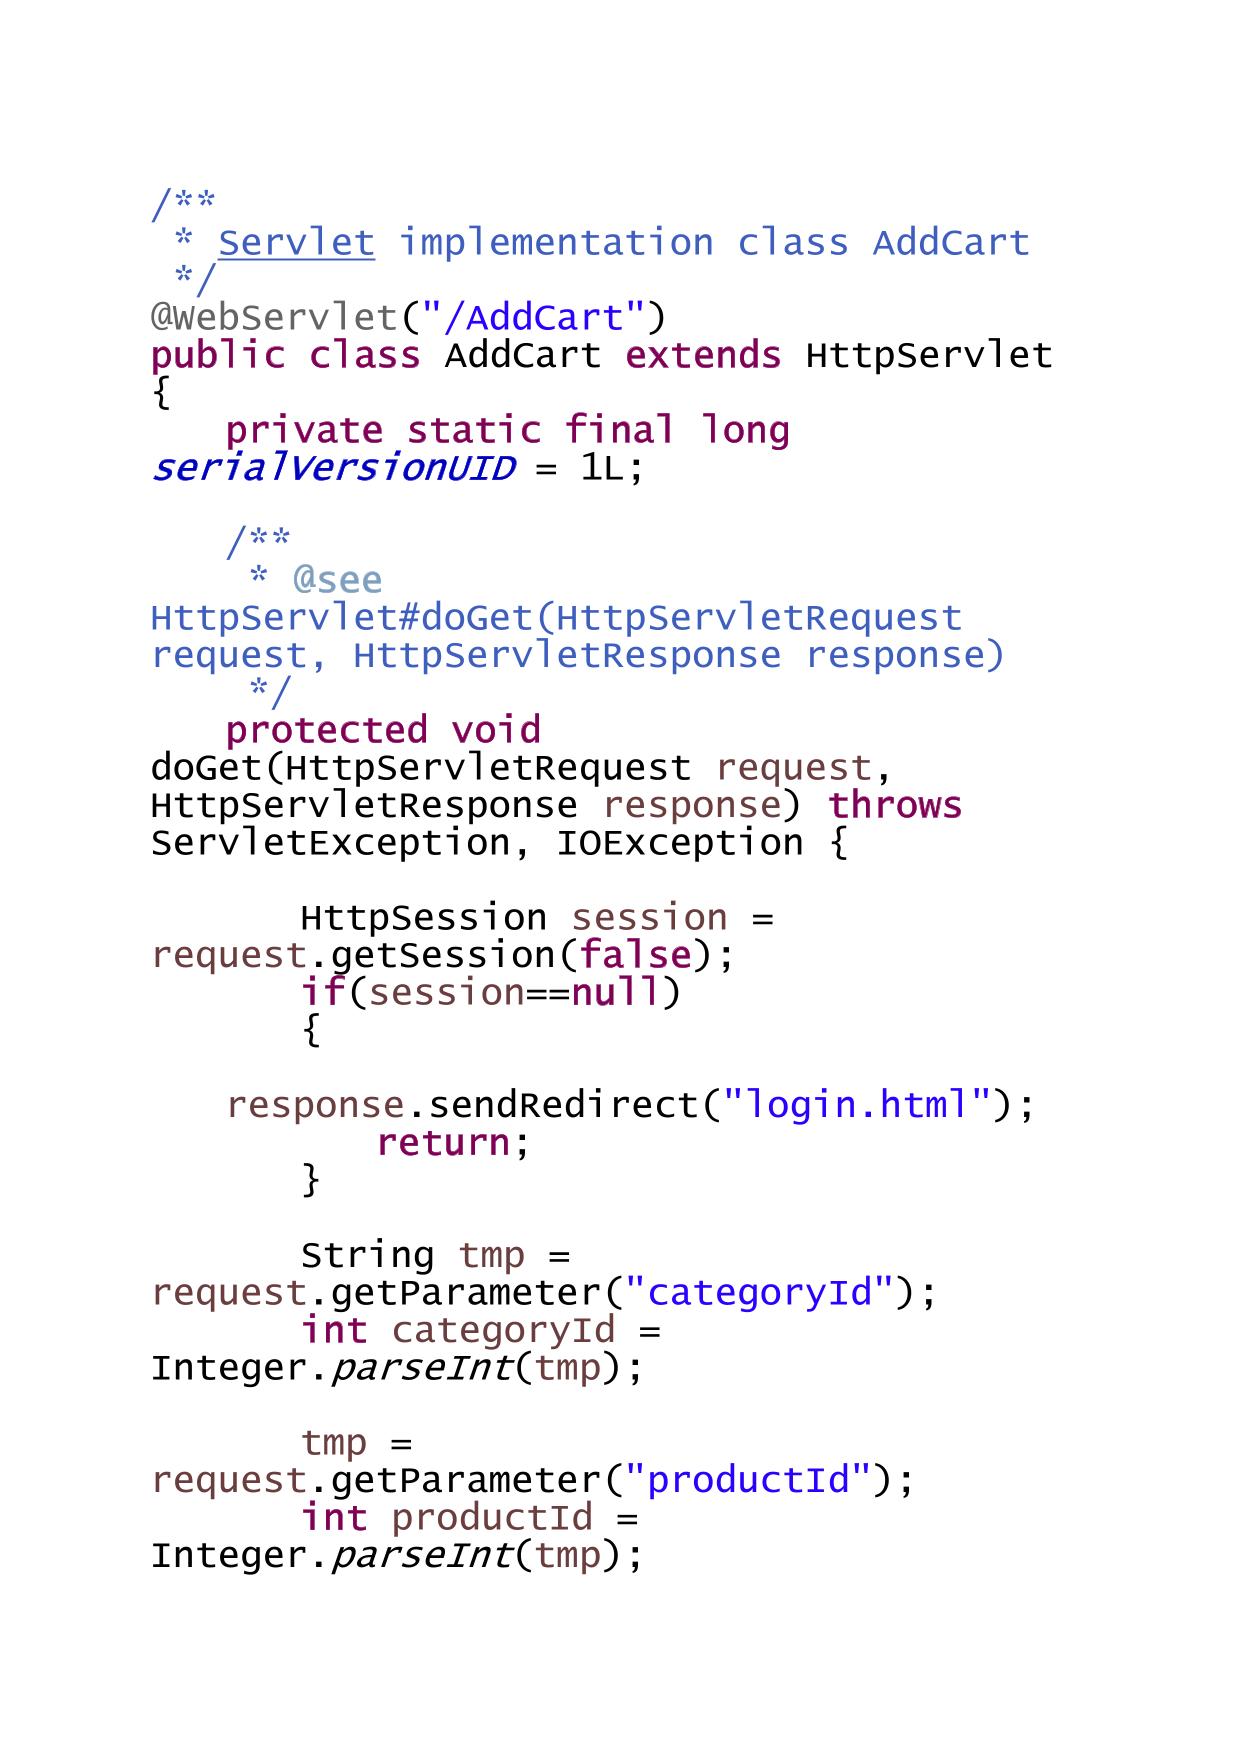 /**
 * Servlet implementation class AddCart
 */
@WebServlet("/AddCart")
public class AddCart extends HttpServlet
{
private static final long
serialVersionUID = 1L;
/**
 * @see
HttpServlet#doGet(HttpServletRequest
request, HttpServletResponse response)
 */
protected void
doGet(HttpServletRequest request,
HttpServletResponse response) throws
ServletException, IOException {
HttpSession session =
request.getSession(false);
if(session==null)
{
response.sendRedirect("login.html");
return;
}
String tmp =
request.getParameter("categoryId");
int categoryId =
Integer.parseInt(tmp);
tmp =
request.getParameter("productId");
int productId =
Integer.parseInt(tmp);